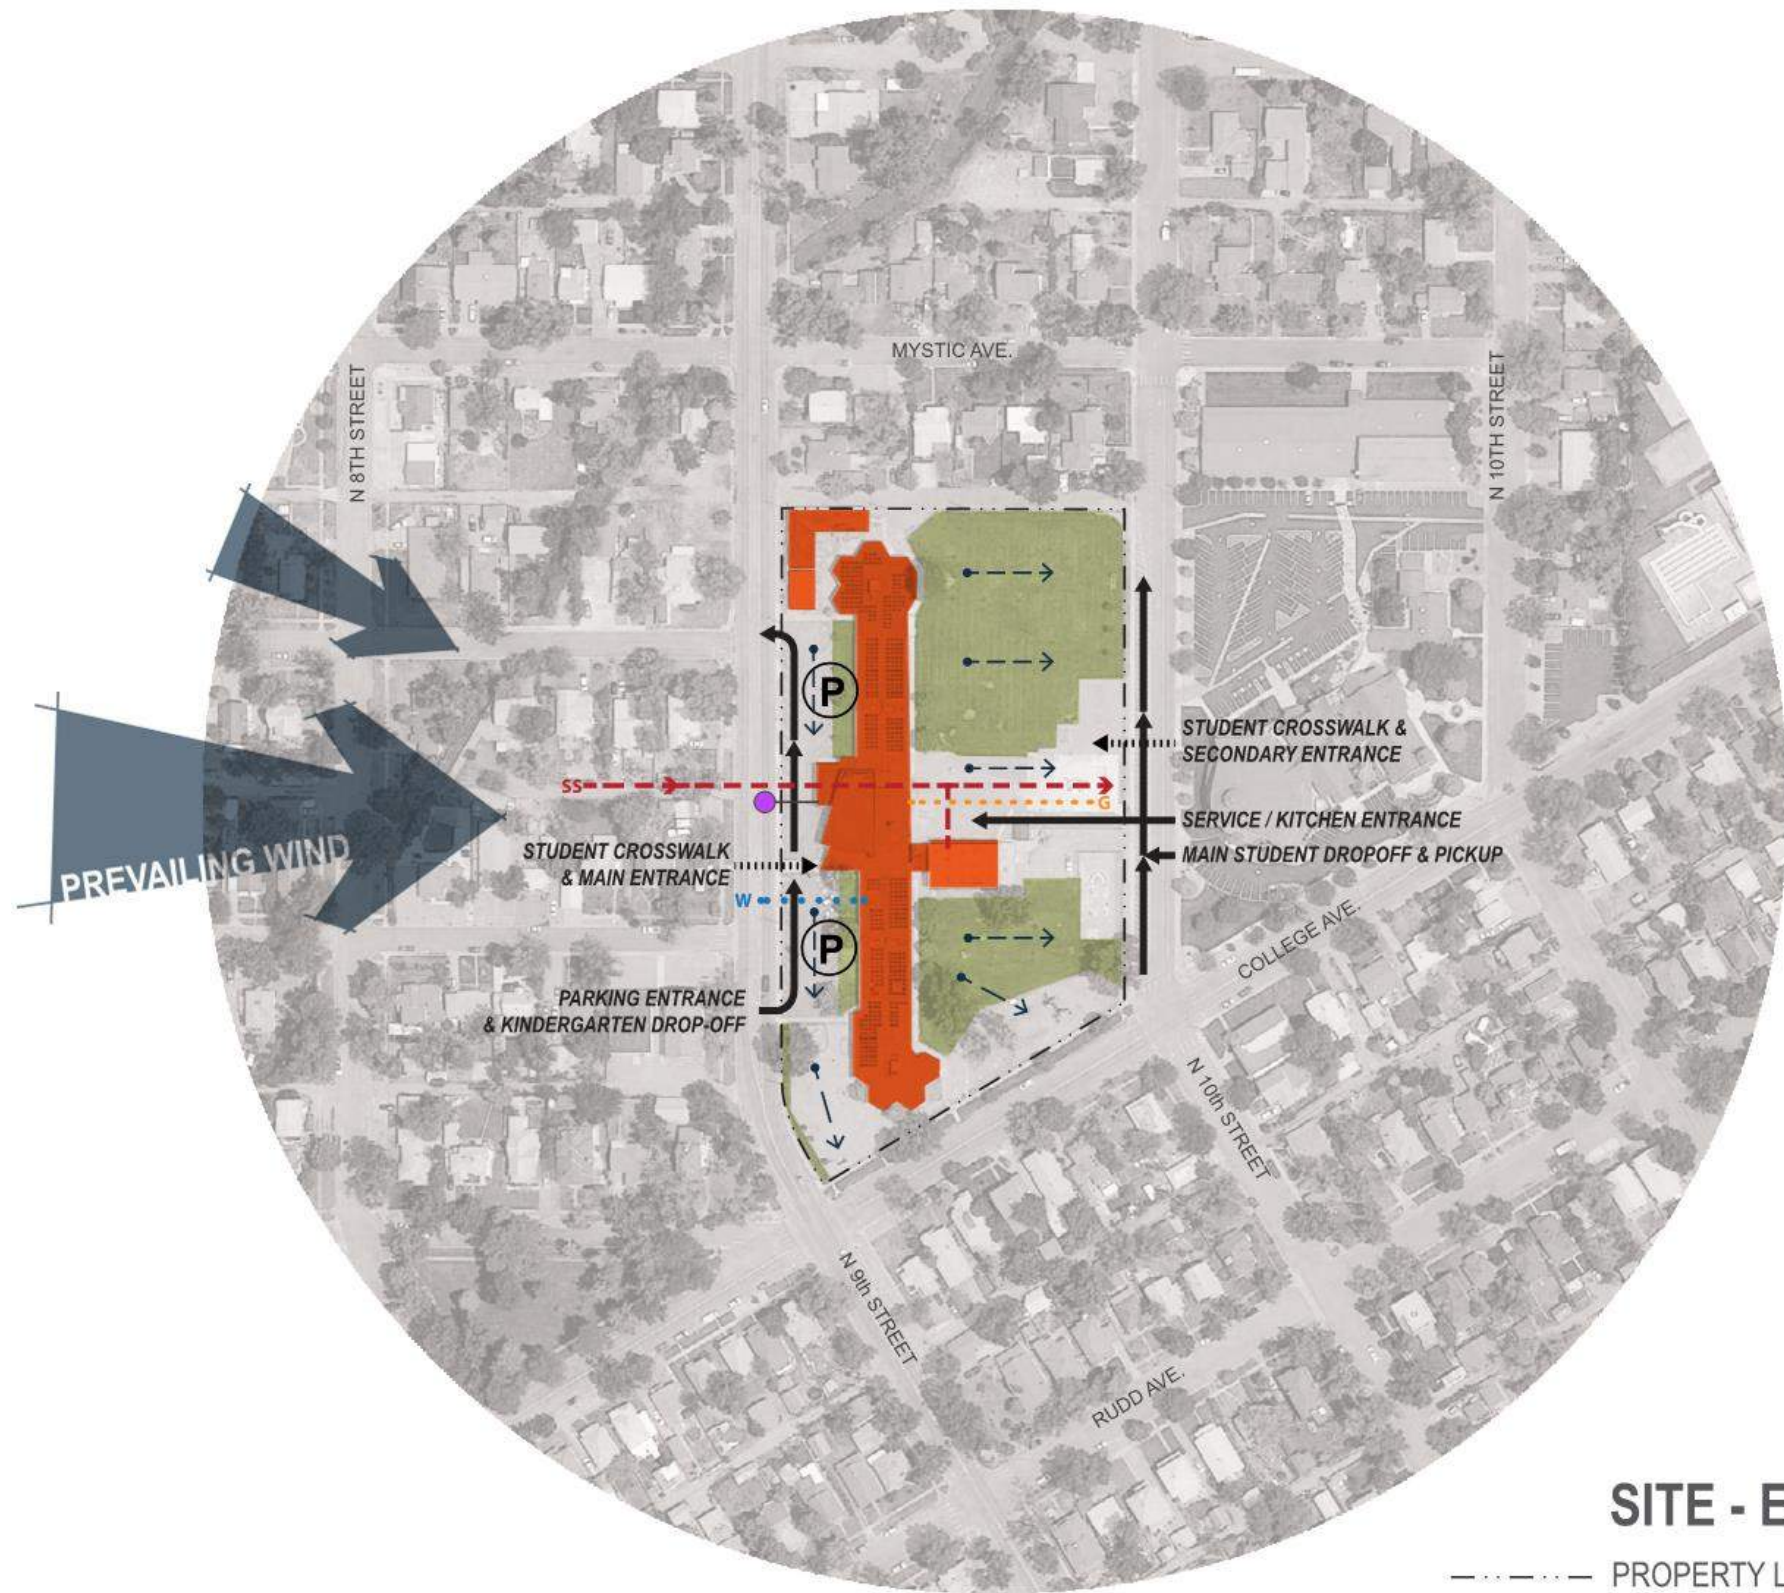 MYSTIC AVE.
N 8TH STREET
N 10TH STREET
P
STUDENT CROSSWALK &
SECONDARY ENTRANCE
SS
G
SERVICE / KITCHEN ENTRANCE
PREVAILING WIND
STUDENT CROSSWALK
& MAIN ENTRANCE
MAIN STUDENT DROPOFF & PICKUP
W
P
COLLEGE AVE.
PARKING ENTRANCE
& KINDERGARTEN DROP-OFF
N 10th STREET
N 9th STREET
RUDD AVE.
SITE - E
PROPERTY L